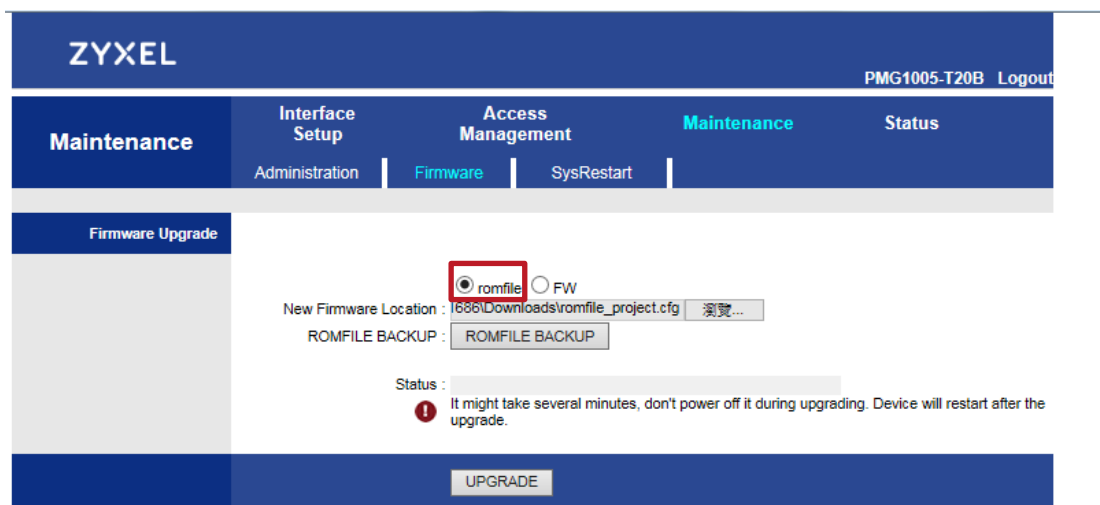 ZYXEL
PMG1005-T20B Logout
Maintenance
Interface Setup
Access Management
Maintenance
Status
Administration
Firmware
SysRestart
Firmware Upgrade
romfile FW
New Firmware Location : 1686\Downloads\romfile_project.cfg 瀏覽...
ROMFILE BACKUP : ROMFILE BACKUP
Status :
It might take several minutes, don't power off it during upgrading. Device will restart after the
upgrade.
UPGRADE